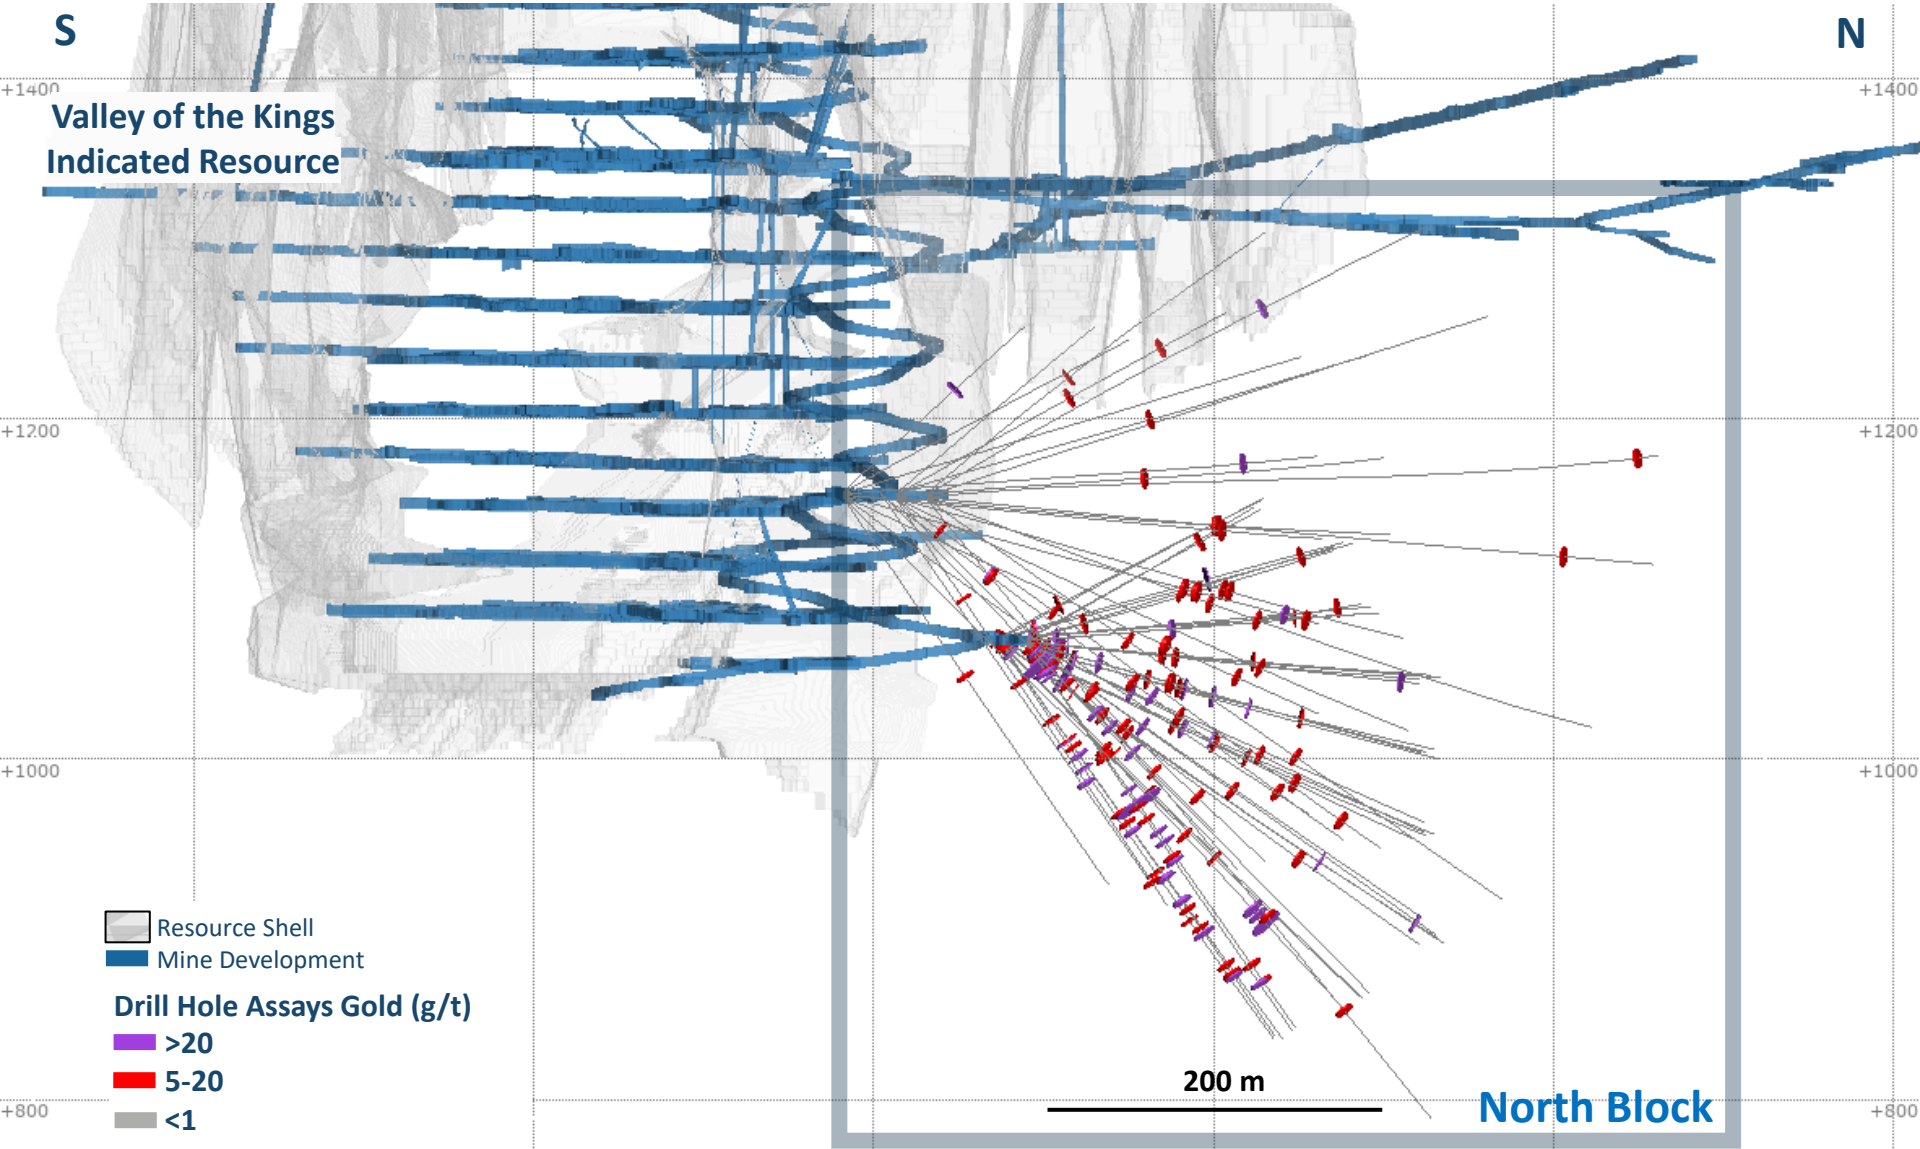 S
N
+1400
+1400
Valley of the Kings
Indicated Resource
+1200
+1200
+1000
+1000
Resource Shell
Mine Development
Drill Hole Assays Gold (g/t)
>20
5-20
<1
200 m
North Block
+800
+800